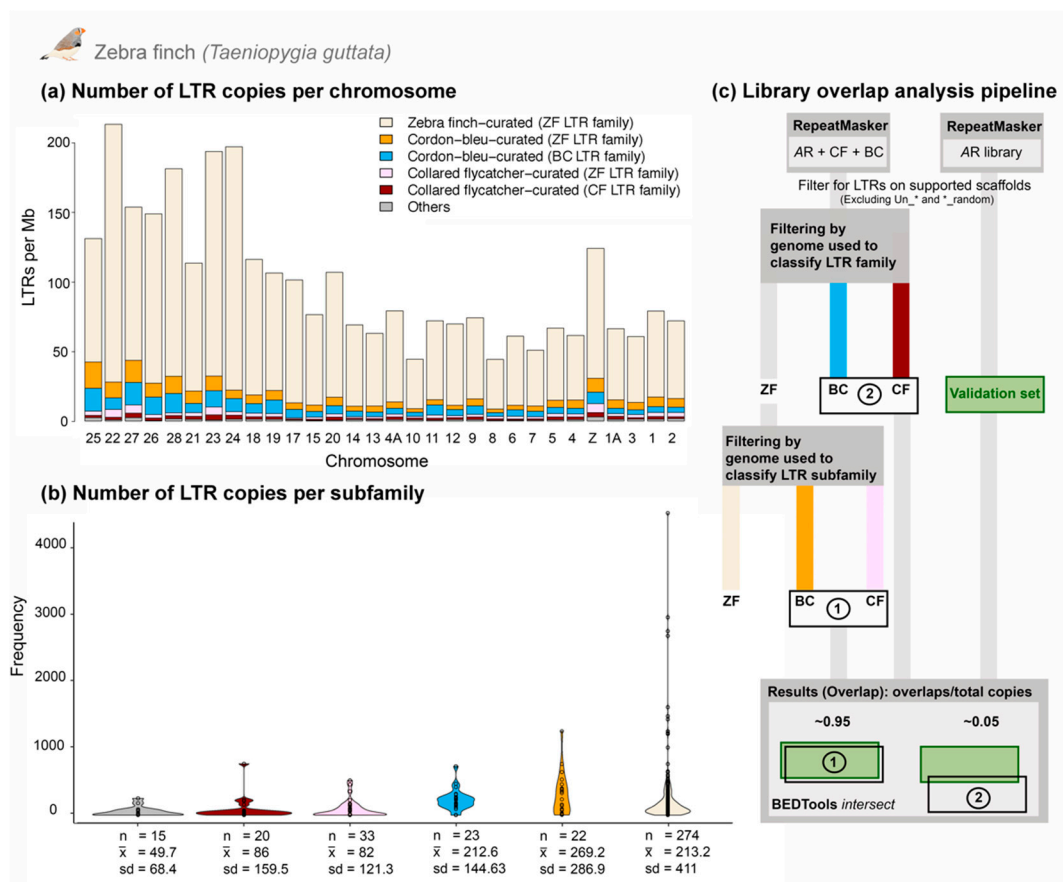 Zebra finch (Taeniopygia guttata)
(a) Number of LTR copies per chromosome
LTRs per Mb
200
150
100
50
0
Zebra finch-curated (ZF LTR family)
Cordon-bleu-curated (ZF LTR family)
Cordon-bleu-curated (BC LTR family)
Collared flycatcher-curated (ZF LTR family)
Collared flycatcher-curated (CF LTR family)
Others
25 22 27 26 28 21 23 24 18 19 17 15 20 14 13 4A 10 11 12 9 8 6 7 5 4 Z 1A 3 1 2
Chromosome
(b) Number of LTR copies per subfamily
Frequency
4000
3000
2000
1000
0
n = 15 n = 20 n = 33 n = 23 n = 22 n = 274
x̅ = 49.7 x̅ = 86 x̅ = 82 x̅ = 212.6 x̅ = 269.2 x̅ = 213.2
sd = 68.4 sd = 159.5 sd = 121.3 sd = 144.63 sd = 286.9 sd = 411
(c) Library overlap analysis pipeline
RepeatMasker RepeatMasker
AR + CF + BC AR library
Filter for LTRs on supported scaffolds
(Excluding Un_* and *_random)
Filtering by
genome used to
classify LTR family
ZF BC 2 CF
Validation set
Filtering by
genome used to
classify LTR subfamily
ZF BC 1 CF
Results (Overlap): overlaps/total copies
~0.95 ~0.05
1
2
BEDTools intersect